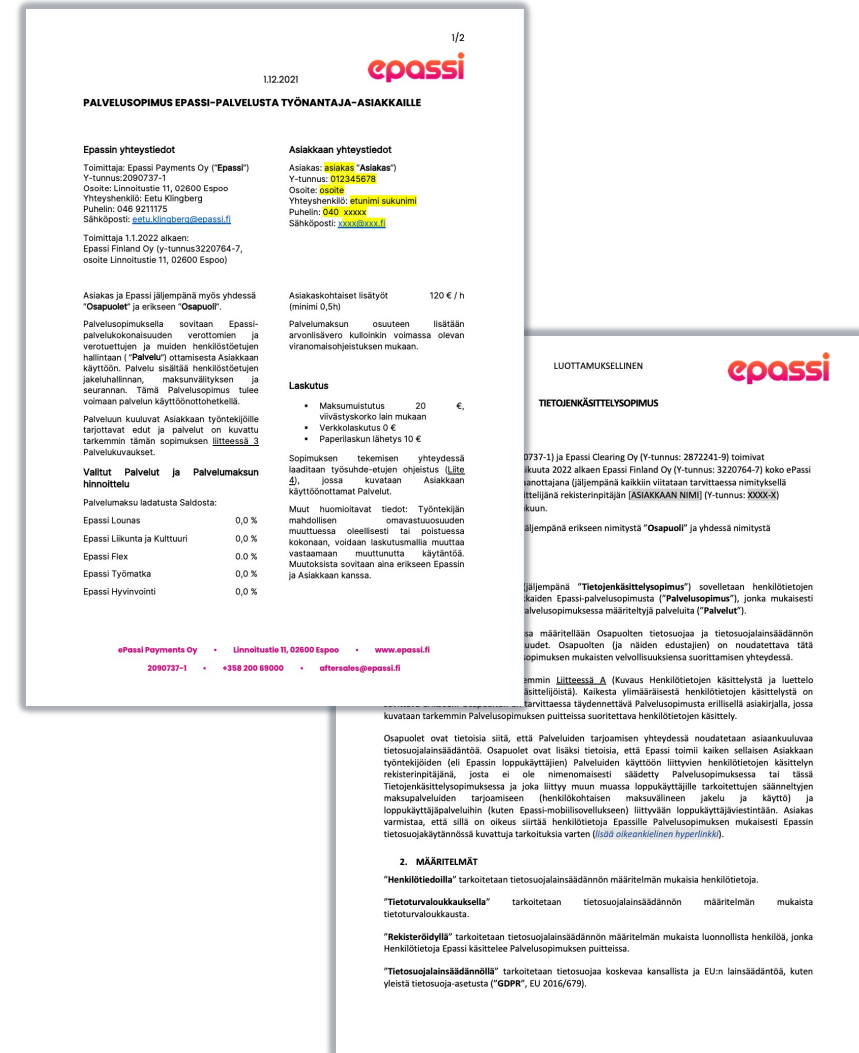 1/2
epassi
1.12.2021
PALVELUSOPIMUS EPASSI-PALVELUSTA TYÖNANTAJA-ASIAKKAILLE
Epassin yhteystiedot
Toimittaja: Epassi Payments Oy ("Epassi")
Y-tunnus:2090737-1
Osoite: Linnoitustie 11, 02600 Espoo
Yhteyshenkilö: Eetu Klingberg
Puhelin: 046 9211175
Sähköposti: eetu.klingberg@epassi.fi
Toimittaja 1.1.2022 alkaen:
Epassi Finland Oy (y-tunnus3220764-7,
osoite Linnoitustie 11, 02600 Espoo)
Asiakkaan yhteystiedot
Asiakas: asiakas "Asiakas")
Y-tunnus: 012345678
Osoite: osoite
Yhteyshenkilö: etunimi sukunimi
Puhelin: 040 xxxxx
Sähköposti: xxxx@xxx.fi
Asiakas ja Epassi jäljempänä myös yhdessä
"Osapuolet" ja erikseen "Osapuoli".
Palvelusopimuksella sovitaan Epassi-
palvelukokonaisuuden verottomien ja
verotuettujen ja muiden henkilöstöetujen
hallintaan ( "Palvelu") ottamisesta Asiakkaan
käyttöön. Palvelu sisältää henkilöstöetujen
jakeluhallinnan, maksunvälityksen ja
seurannan. Tämä Palvelusopimus tulee
voimaan palvelun käyttöönottohetkellä.
Palveluun kuuluvat Asiakkaan työntekijöille
tarjottavat edut ja palvelut on kuvattu
tarkemmin tämän sopimuksen liitteessä 3
Palvelukuvaukset.
Valitut Palvelut ja Palvelumaksun
hinnoittelu
Palvelumaksu ladatusta Saldosta:
Epassi Lounas 0,0 %
Epassi Liikunta ja Kulttuuri 0,0 %
Epassi Flex 0.0 %
Epassi Työmatka 0,0 %
Epassi Hyvinvointi 0,0 %
Asiakaskohtaiset lisätyöt 120 € / h
(minimi 0,5h)
Palvelumaksun osuuteen lisätään
arvonlisävero kulloinkin voimassa olevan
viranomaisohjeistuksen mukaan.
Laskutus
▪ Maksumuistutus 20 €,
viivästyskorko lain mukaan
▪ Verkkolaskutus 0 €
▪ Paperilaskun lähetys 10 €
Sopimuksen tekemisen yhteydessä
laaditaan työsuhde-etujen ohjeistus (Liite
4), jossa kuvataan Asiakkaan
käyttöönottamat Palvelut.
Muut huomioitavat tiedot: Työntekijän
mahdollisen omavastuuosuuden
muuttuessa oleellisesti tai poistuessa
kokonaan, voidaan laskutusmallia muuttaa
vastaamaan muuttunutta käytäntöä.
Muutoksista sovitaan aina erikseen Epassin
ja Asiakkaan kanssa.
ePassi Payments Oy • Linnoitustie 11, 02600 Espoo • www.epassi.fi
2090737-1 • +358 200 69000 • aftersales@epassi.fi
LUOTTAMUKSELLINEN
epassi
TIETOJENKÄSITTELYSOPIMUS
0737-1) ja Epassi Clearing Oy (Y-tunnus: 2872241-9) toimivat
ikuuta 2022 alkaen Epassi Finland Oy (Y-tunnus: 3220764-7) koko ePassi
aanottajana (jäljempänä kaikkiin viitataan tarvittaessa nimityksellä
ittelijänä rekisterinpitäjän [ASIAKKAAN NIMI] (Y-tunnus: XXXX-X)
ukuun.
äljempänä erikseen nimitystä "Osapuoli" ja yhdessä nimitystä
(jäljempänä "Tietojenkäsittelysopimus") sovelletaan henkilötietojen
kkaiden Epassi-palvelusopimusta ("Palvelusopimus"), jonka mukaisesti
alvelusopimuksessa määriteltyjä palveluita ("Palvelut").
sa määritellään Osapuolten tietosuojaa ja tietosuojalainsäädännön
uudet. Osapuolten (ja näiden edustajien) on noudatettava tätä
opimuksen mukaisten velvollisuuksiensa suorittamisen yhteydessä.
emmin Liitteessä A (Kuvaus Henkilötietojen käsittelystä ja luettelo
äsittelijöistä). Kaikesta ylimääräisestä henkilötietojen käsittelystä on
tarvittaessa täydennettävä Palvelusopimusta erillisellä asiakirjalla, jossa
kuvataan tarkemmin Palvelusopimuksen puitteissa suoritettava henkilötietojen käsittely.
Osapuolet ovat tietoisia siitä, että Palveluiden tarjoamisen yhteydessä noudatetaan asiaankuuluvaa
tietosuojalainsäädäntöä. Osapuolet ovat lisäksi tietoisia, että Epassi toimii kaiken sellaisen Asiakkaan
työntekijöiden (eli Epassin loppukäyttäjien) Palveluiden käyttöön liittyvien henkilötietojen käsittelyn
rekisterinpitäjänä, josta ei ole nimenomaisesti säädetty Palvelusopimuksessa tai tässä
Tietojenkäsittelysopimuksessa ja joka liittyy muun muassa loppukäyttäjille tarkoitettujen säänneltyjen
maksupalveluiden tarjoamiseen (henkilökohtaisen maksuvälineen jakelu ja käyttö) ja
loppukäyttäjäpalveluihin (kuten Epassi-mobiilisovellukseen) liittyvään loppukäyttäjäviestintään. Asiakas
varmistaa, että sillä on oikeus siirtää henkilötietoja Epassille Palvelusopimuksen mukaisesti Epassin
tietosuojakäytännössä kuvattuja tarkoituksia varten (lisää oikeankielinen hyperlinkki).
2. MÄÄRITELMÄT
"Henkilötiedoilla" tarkoitetaan tietosuojalainsäädännön määritelmän mukaisia henkilötietoja.
"Tietoturvaloukkauksella" tarkoitetaan tietosuojalainsäädännön määritelmän mukaista
tietoturvaloukkausta.
"Rekisteröidyllä" tarkoitetaan tietosuojalainsäädännön määritelmän mukaista luonnollista henkilöä, jonka
Henkilötietoja Epassi käsittelee Palvelusopimuksen puitteissa.
"Tietosuojalainsäädännöllä" tarkoitetaan tietosuojaa koskevaa kansallista ja EU:n lainsäädäntöä, kuten
yleistä tietosuoja-asetusta ("GDPR", EU 2016/679).